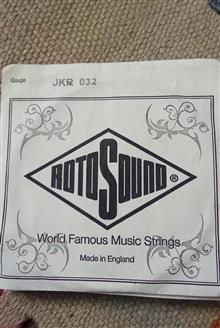 Gauge JKR 032
ROTOSOUND®
World Famous Music Strings
Made in England